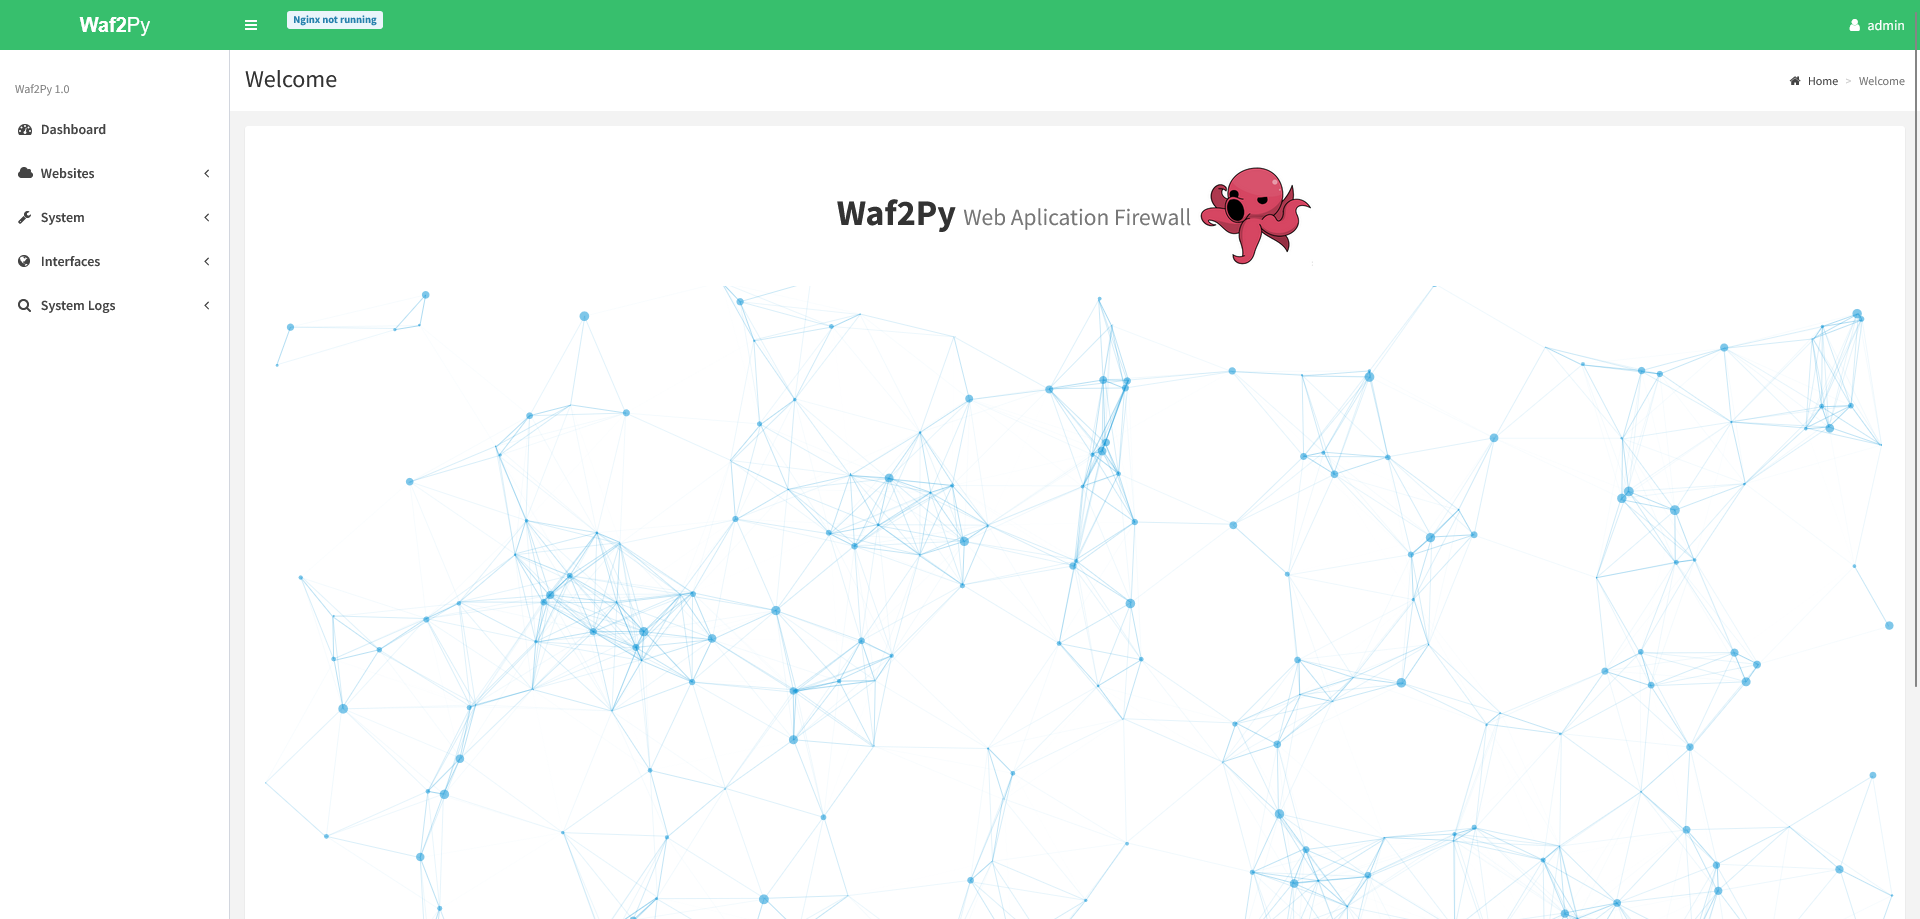 Waf2Py
Nginx not running
admin
Welcome
Home > Welcome
Waf2Py 1.0
Dashboard
Websites
System
Interfaces
System Logs
Waf2Py Web Aplication Firewall